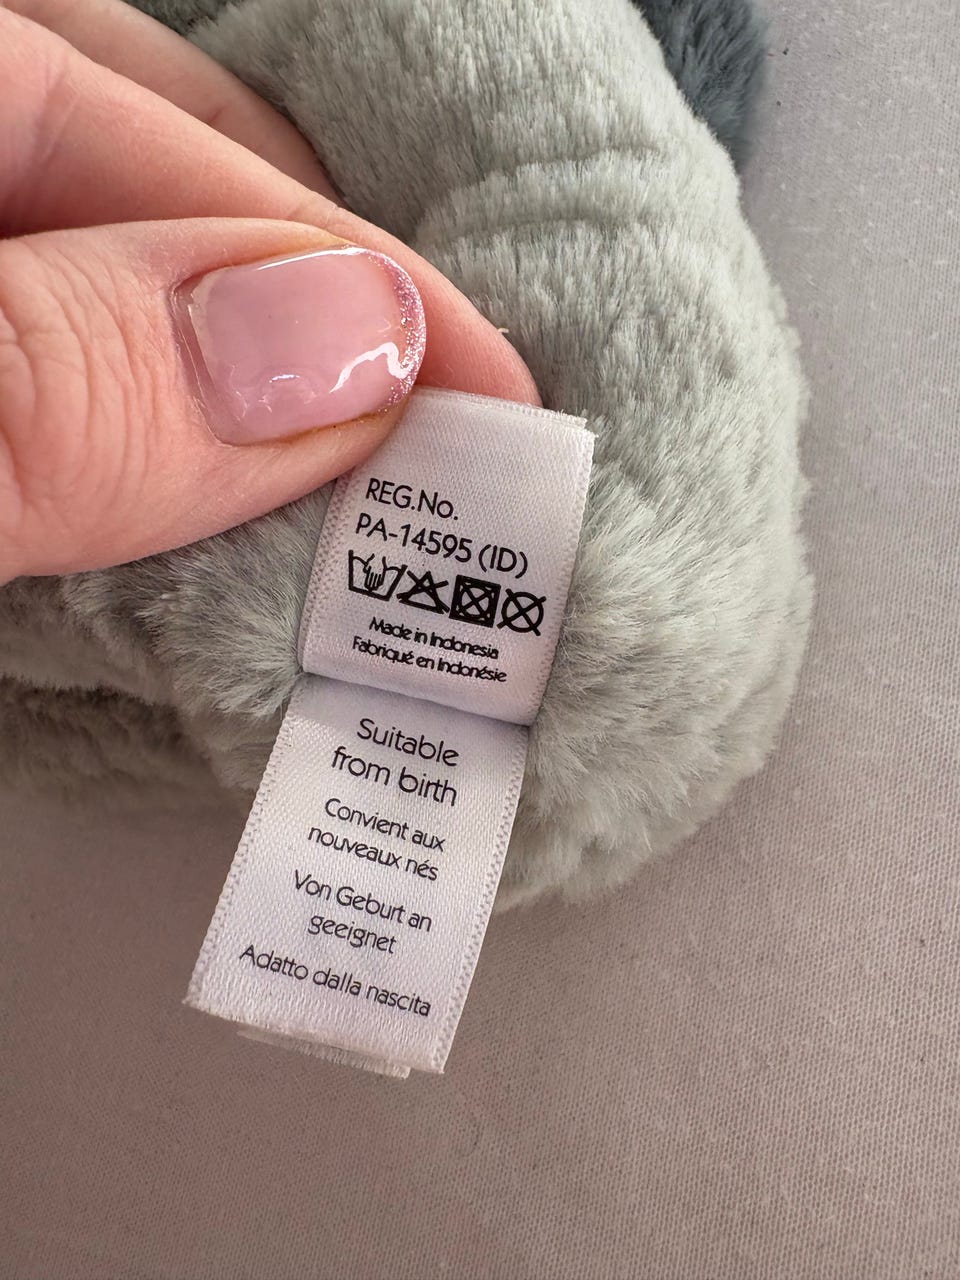 REG.No.
PA-14595 (ID)
Made in Indonesia
Fabriqué en Indonésie
Suitable
from birth
Convient aux
nouveaux nés
Von Geburt an
geeignet
Adatto dalla nascita